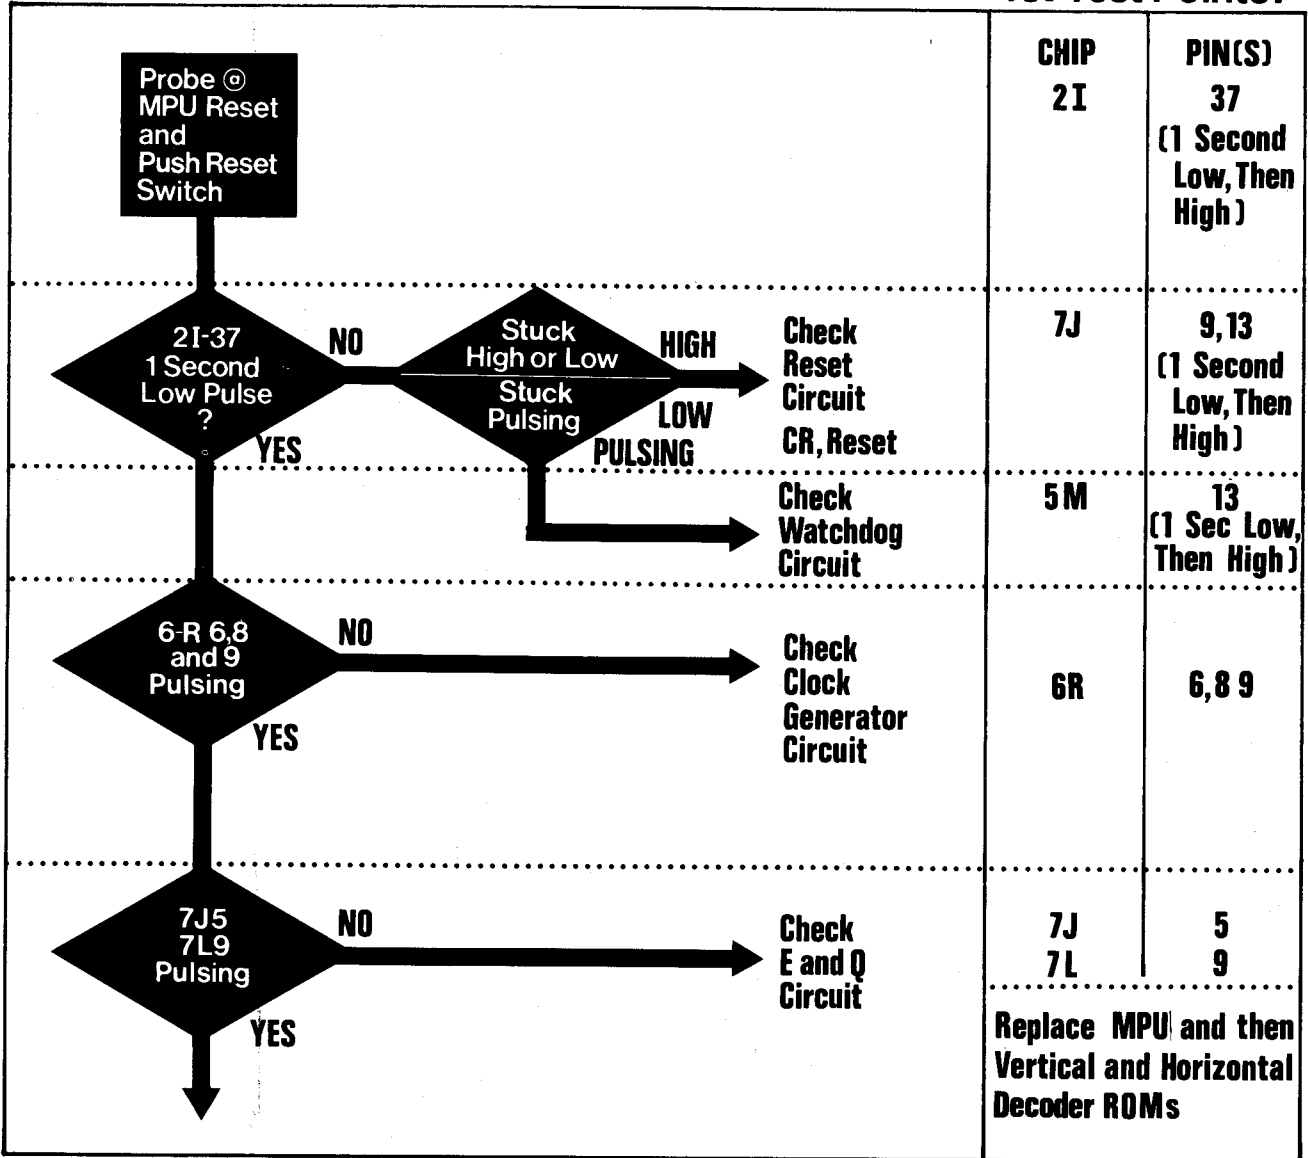 Probe @
MPU Reset
and
Push Reset
Switch
CHIP
PIN(S)
2I
37
(1 Second
Low, Then
High)
2I-37
1 Second
Low Pulse
?
NO
YES
Stuck
High or Low
Stuck
Pulsing
HIGH
LOW
PULSING
Check
Reset
Circuit
CR, Reset
7J
9,13
(1 Second
Low, Then
High)
Check
Watchdog
Circuit
5M
13
(1 Sec Low,
Then High)
6-R 6,8
and 9
Pulsing
NO
YES
Check
Clock
Generator
Circuit
6R
6,8 9
7J5
7L9
Pulsing
NO
YES
Check
E and Q
Circuit
7J
5
7L
9
Replace MPU and then
Vertical and Horizontal
Decoder ROMs